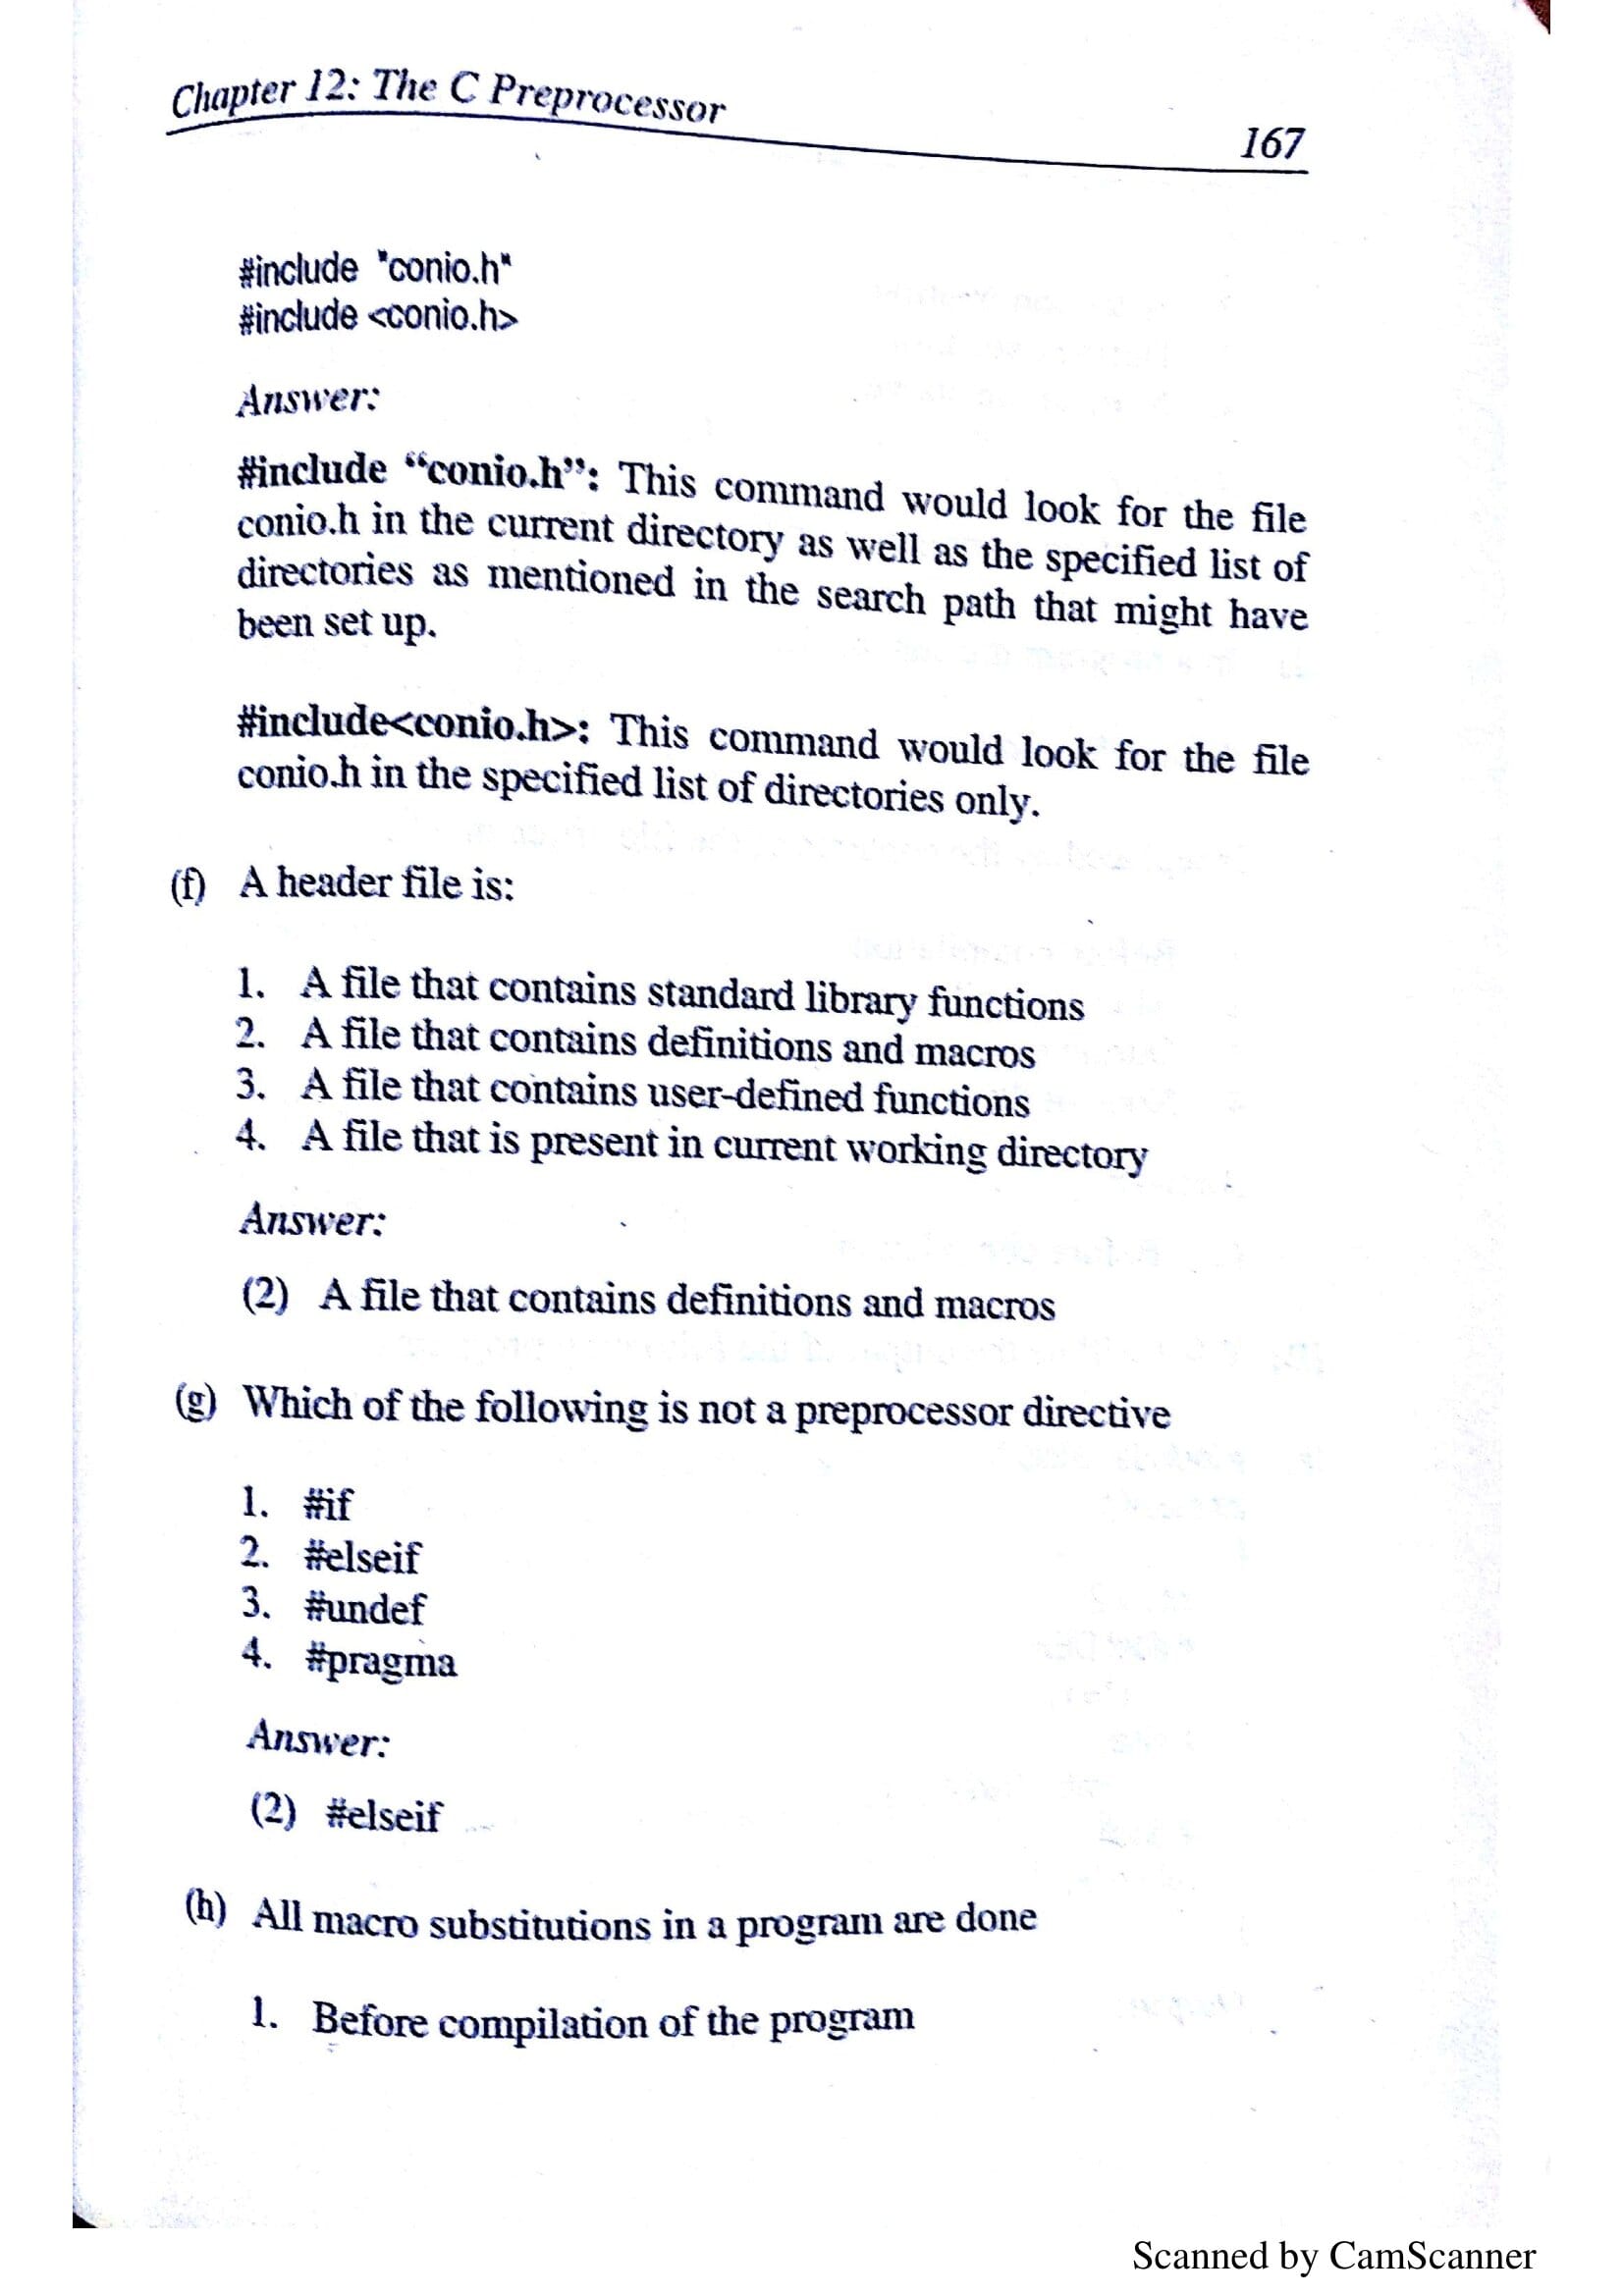 Chapter 12: The C Preprocessor
167
#include "conio.h"
#include <conio.h>
Answer:
#include “conio.h”: This command would look for the file
conio.h in the current directory as well as the specified list of
directories as mentioned in the search path that might have
been set up.
#include<conio.h>: This command would look for the file
conio.h in the specified list of directories only.
(f) A header file is:
1. A file that contains standard library functions
2. A file that contains definitions and macros
3. A file that contains user-defined functions
4. A file that is present in current working directory
Answer:
(2) A file that contains definitions and macros
(g) Which of the following is not a preprocessor directive
1. #if
2. #elseif
3. #undef
4. #pragma
Answer:
(2) #elseif
(h) All macro substitutions in a program are done
1. Before compilation of the program
Scanned by CamScanner